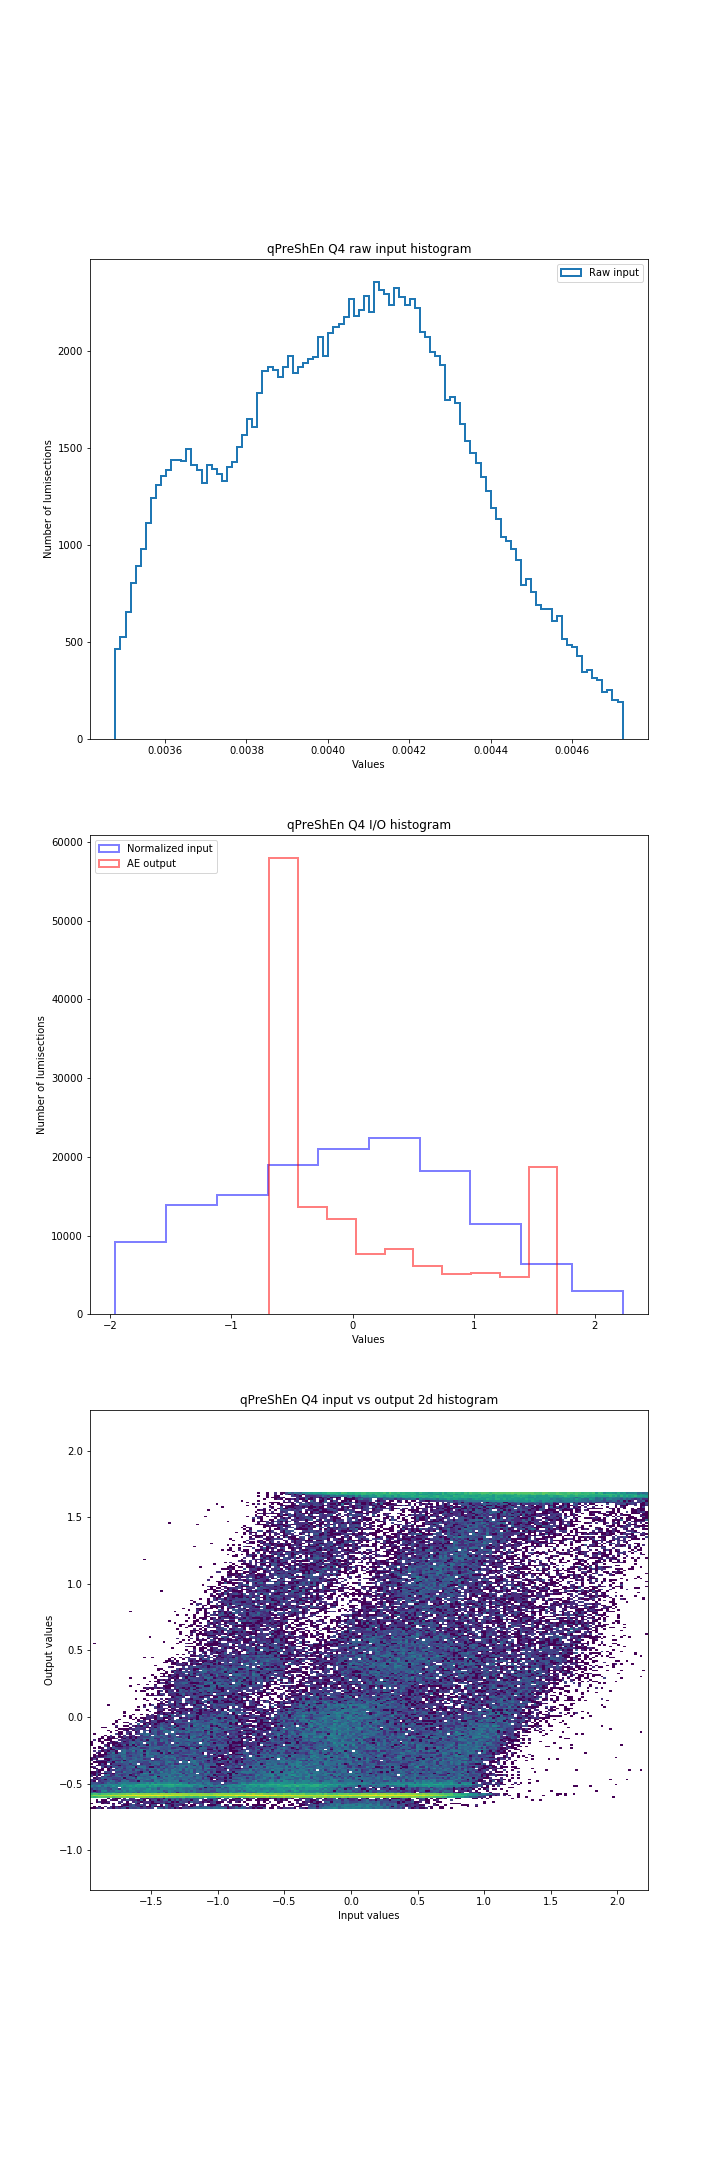 qPreShEn Q4 raw input histogram
Raw input
2000
1500
1000
500
0
Number of lumisections
0.0036 0.0038 0.0040 0.0042 0.0044 0.0046
Values
qPreShEn Q4 I/O histogram
Normalized input
AE output
60000
50000
40000
30000
20000
10000
0
Number of lumisections
−2 −1 0 1 2
Values
qPreShEn Q4 input vs output 2d histogram
2.0
1.5
1.0
0.5
0.0
−0.5
−1.0
Output values
−1.5 −1.0 −0.5 0.0 0.5 1.0 1.5 2.0
Input values